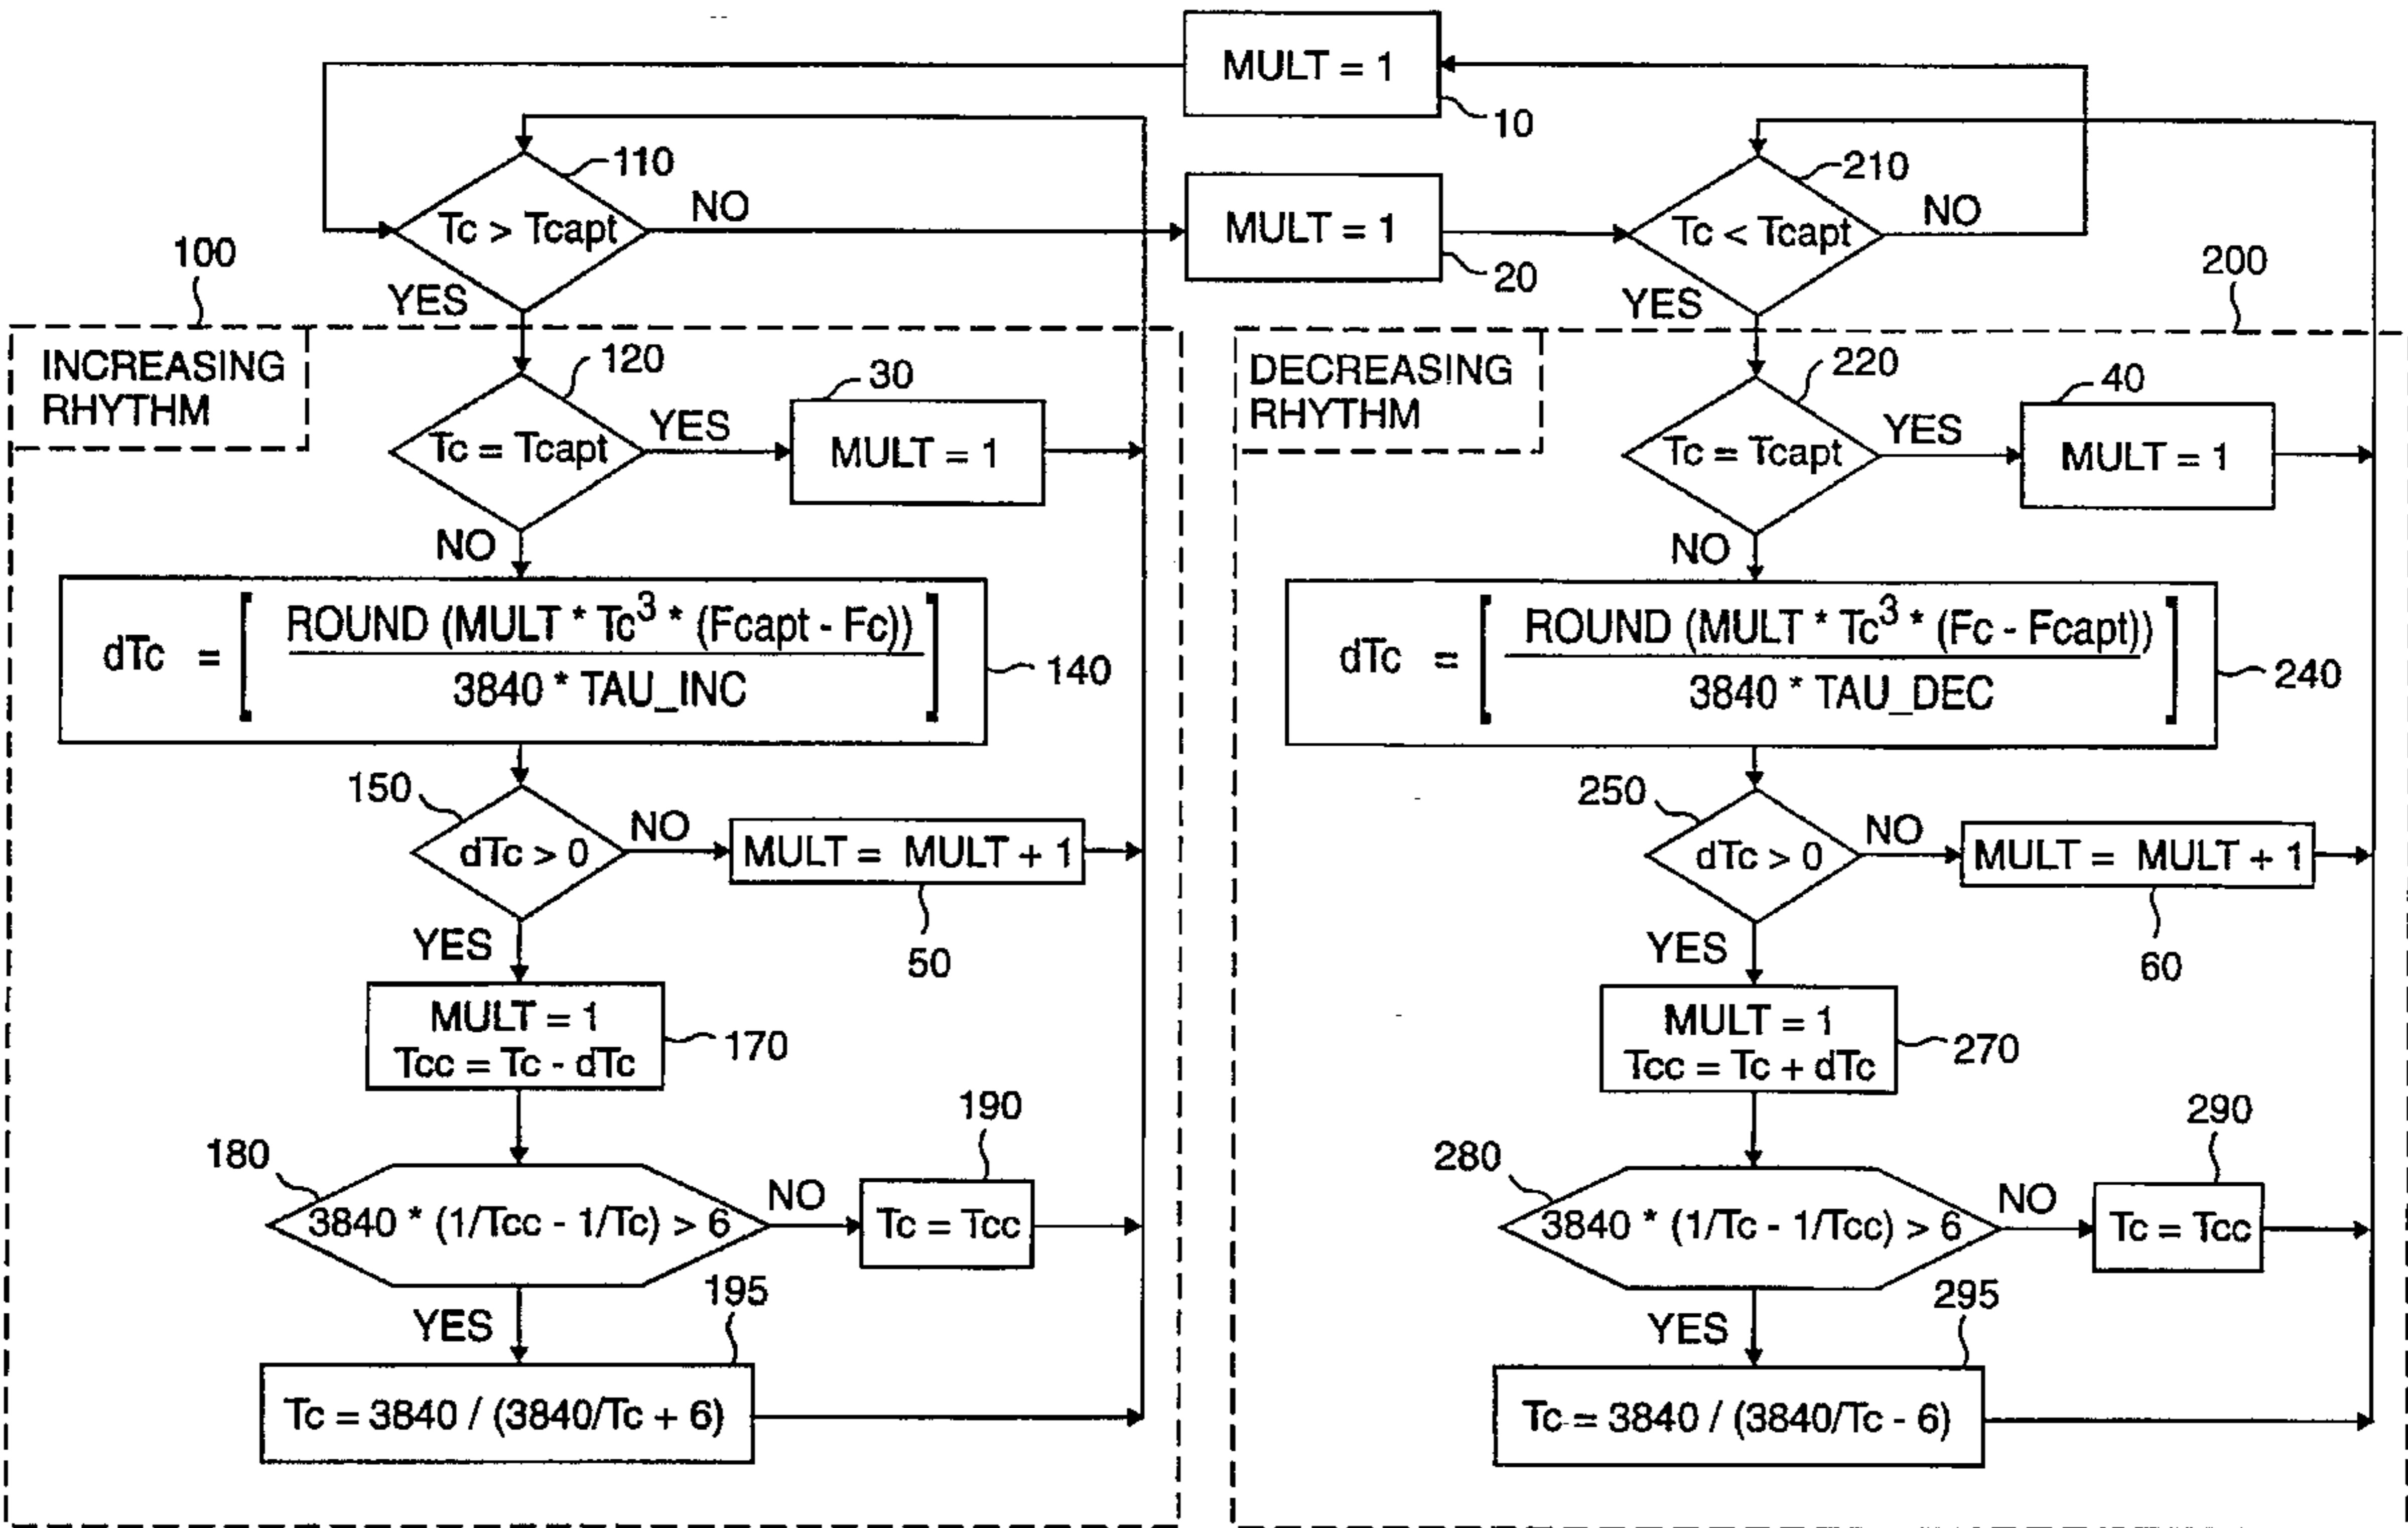 MULT = 1
10
110
Tc > Tcapt
NO
YES
MULT = 1
20
210
Tc < Tcapt
NO
YES
100
INCREASING
RHYTHM
120
Tc = Tcapt
YES
30
MULT = 1
NO
dTc = [ ROUND (MULT * Tc³ * (Fcapt - Fc))
3840 * TAU_INC ]
140
150
dTc > 0
NO
MULT = MULT + 1
50
YES
MULT = 1
Tcc = Tc - dTc
170
180
3840 * (1/Tcc - 1/Tc) > 6
NO
190
Tc = Tcc
YES
195
Tc = 3840 / (3840/Tc + 6)
200
DECREASING
RHYTHM
220
Tc = Tcapt
YES
40
MULT = 1
NO
dTc = [ ROUND (MULT * Tc³ * (Fc - Fcapt))
3840 * TAU_DEC ]
240
250
dTc > 0
NO
MULT = MULT + 1
60
YES
MULT = 1
Tcc = Tc + dTc
270
280
3840 * (1/Tc - 1/Tcc) > 6
NO
290
Tc = Tcc
YES
295
Tc = 3840 / (3840/Tc - 6)